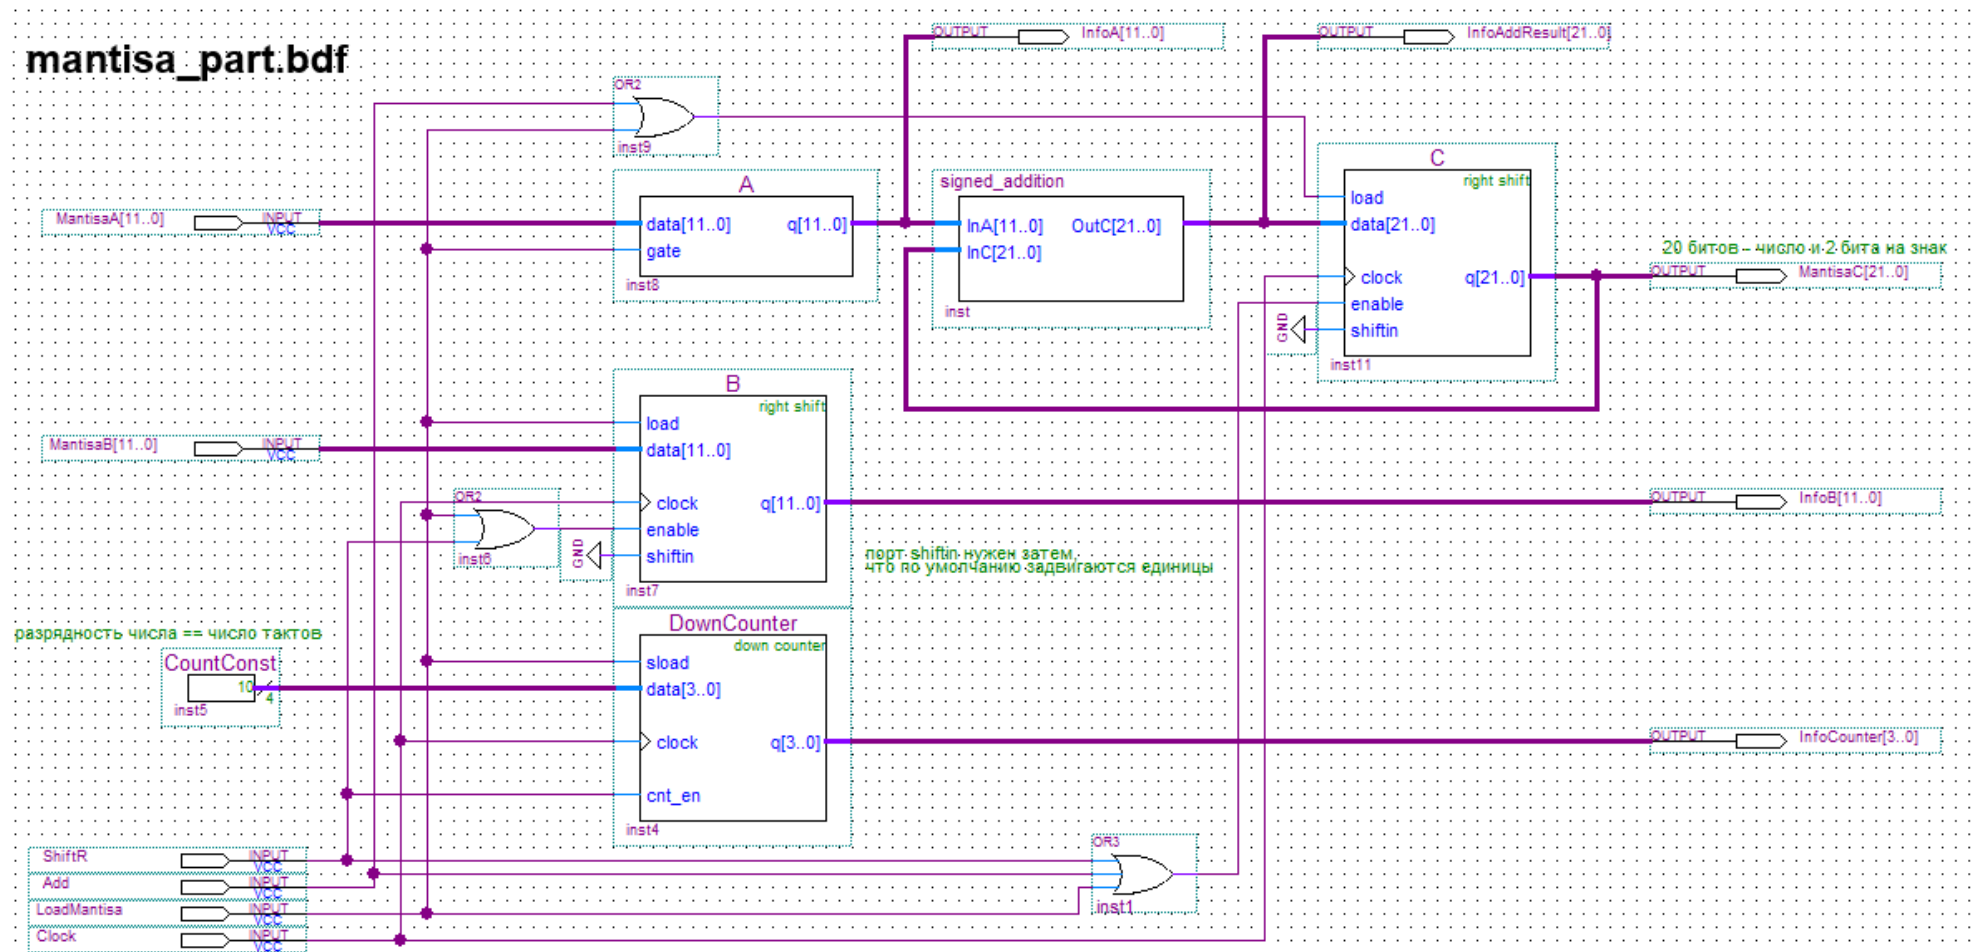 mantisa_part.bdf
OUTPUT
InfoA[11..0]
OUTPUT
InfoAddResult[21..0]
OR2
inst9
MantisaA[11..0]
INPUT
VCC
A
data[11..0]
q[11..0]
gate
inst8
signed_addition
InA[11..0]
OutC[21..0]
InC[21..0]
inst
C
right shift
load
data[21..0]
clock
q[21..0]
enable
shiftin
GND
inst11
20 битов - число и 2 бита на знак
OUTPUT
MantisaC[21..0]
MantisaB[11..0]
INPUT
VCC
B
right shift
load
data[11..0]
clock
q[11..0]
enable
shiftin
GND
inst7
OR2
inst6
OUTPUT
InfoB[11..0]
порт shiftin нужен затем,
что по умолчанию задвигаются единицы
разрядность числа == число тактов
CountConst
10
4
inst5
DownCounter
down counter
sload
data[3..0]
clock
q[3..0]
cnt_en
inst4
OUTPUT
InfoCounter[3..0]
OR3
inst1
ShiftR
INPUT
VCC
Add
INPUT
VCC
LoadMantisa
INPUT
VCC
Clock
INPUT
VCC